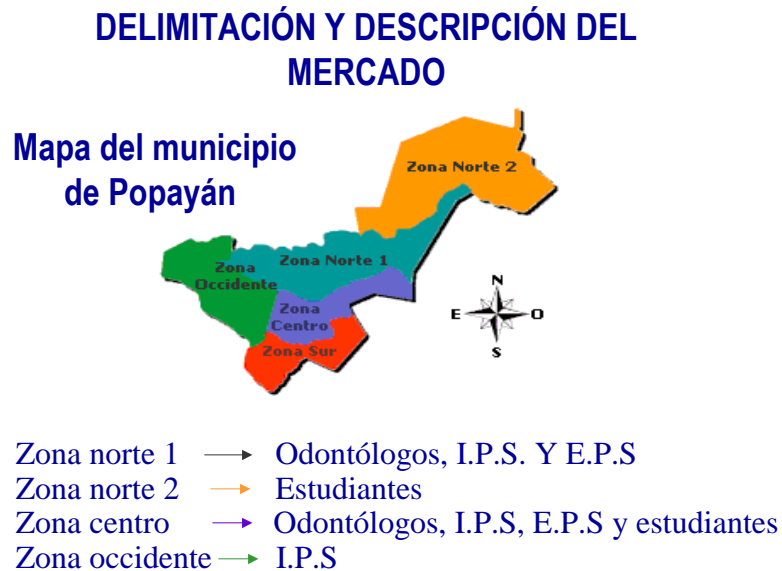 DELIMITACIÓN Y DESCRIPCIÓN DEL
MERCADO
Mapa del municipio
de Popayán
Zona Norte 2
Zona Norte 1
Zona
Occidente
Zona
Centro
Zona Sur
N
E
O
S
Zona norte 1 Odontólogos, I.P.S. Y E.P.S
Zona norte 2 Estudiantes
Zona centro Odontólogos, I.P.S, E.P.S y estudiantes
Zona occidente I.P.S